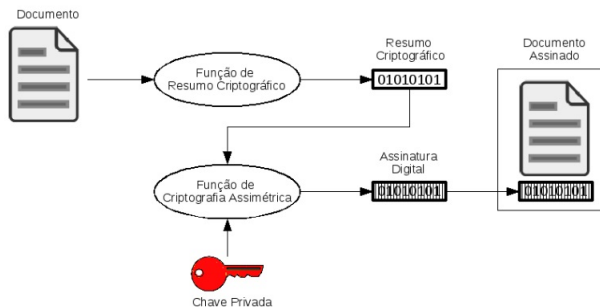 Documento
Função de
Resumo Criptográfico
Resumo
Criptográfico
01010101
Documento
Assinado
Função de
Criptografia Assimétrica
Assinatura
Digital
01010101
01010101
Chave Privada